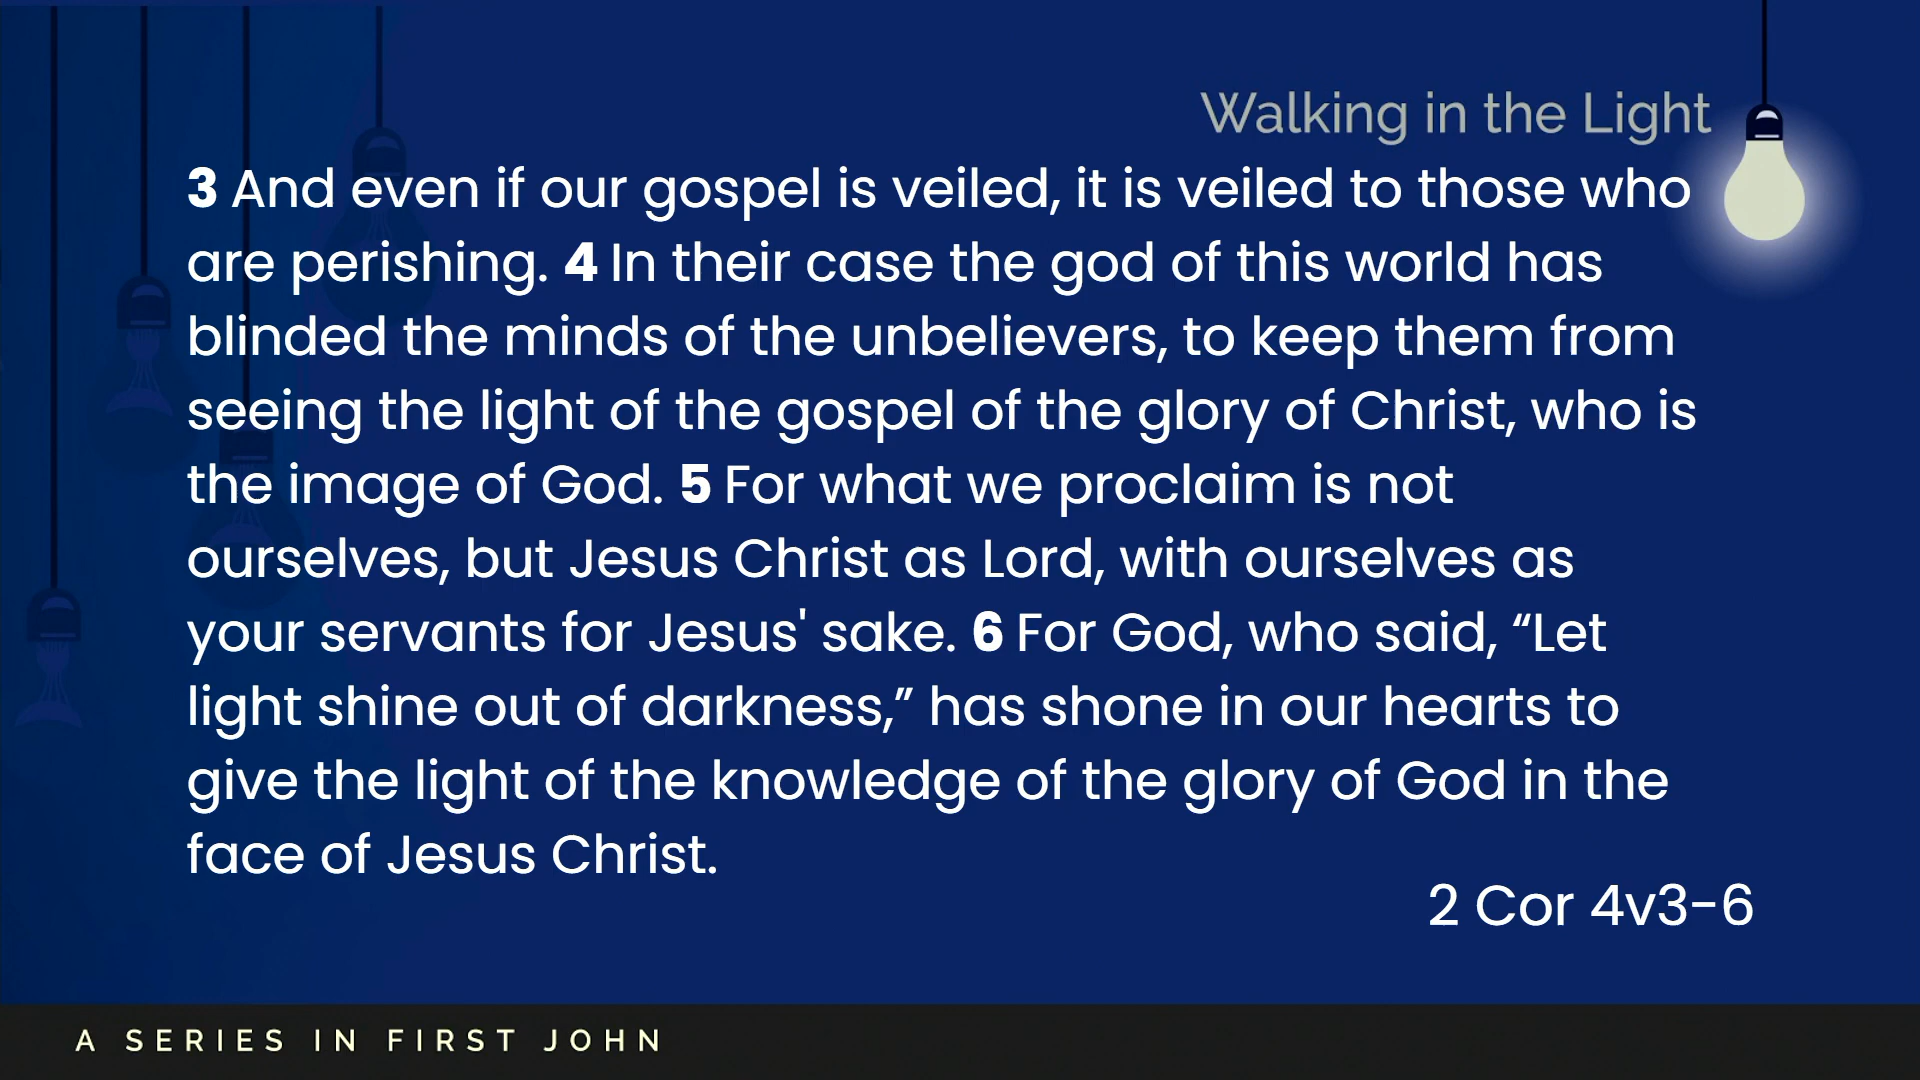 Walking in the Light
3 And even if our gospel is veiled, it is veiled to those who
are perishing. 4 In their case the god of this world has
blinded the minds of the unbelievers, to keep them from
seeing the light of the gospel of the glory of Christ, who is
the image of God. 5 For what we proclaim is not
ourselves, but Jesus Christ as Lord, with ourselves as
your servants for Jesus' sake. 6 For God, who said, “Let
light shine out of darkness,” has shone in our hearts to
give the light of the knowledge of the glory of God in the
face of Jesus Christ.
2 Cor 4v3-6
A SERIES IN FIRST JOHN